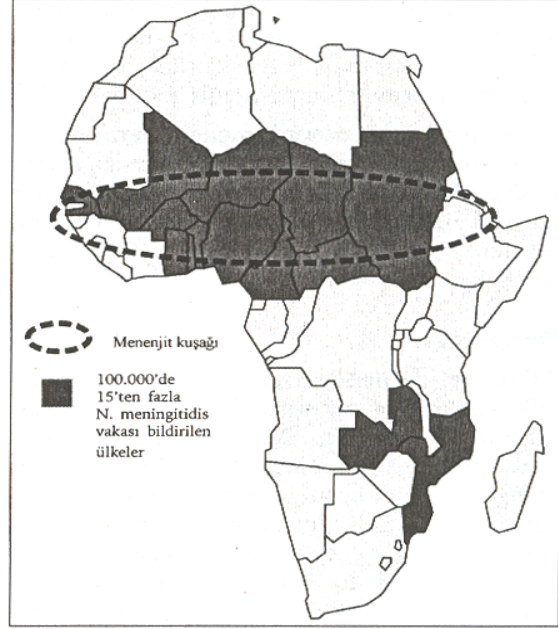 Menenjit kuşağı
100.000'de
15'ten fazla
N. meningitidis
vakası bildirilen
ülkeler